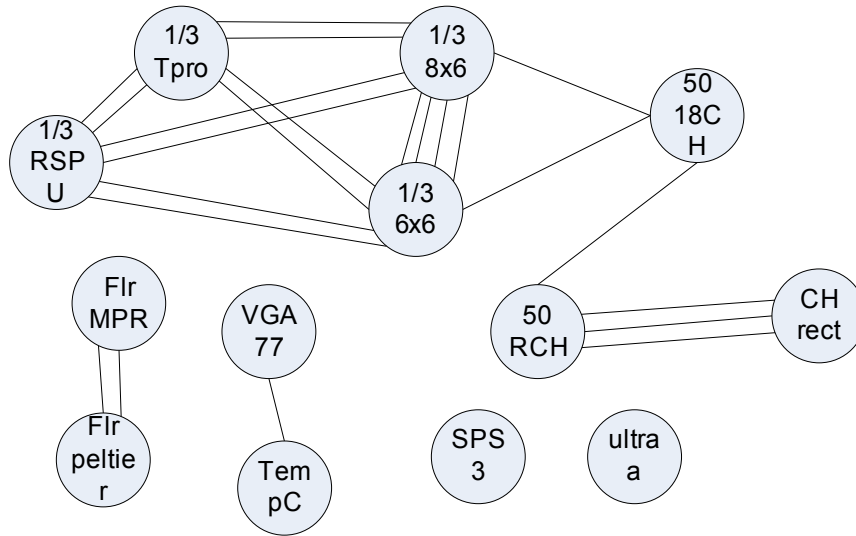 1/3
Tpro
1/3
8x6
50
18C
H
1/3
RSP
U
1/3
6x6
Flr
MPR
VGA
77
50
RCH
CH
rect
Flr
peltie
r
Tem
pC
SPS
3
ultra
a